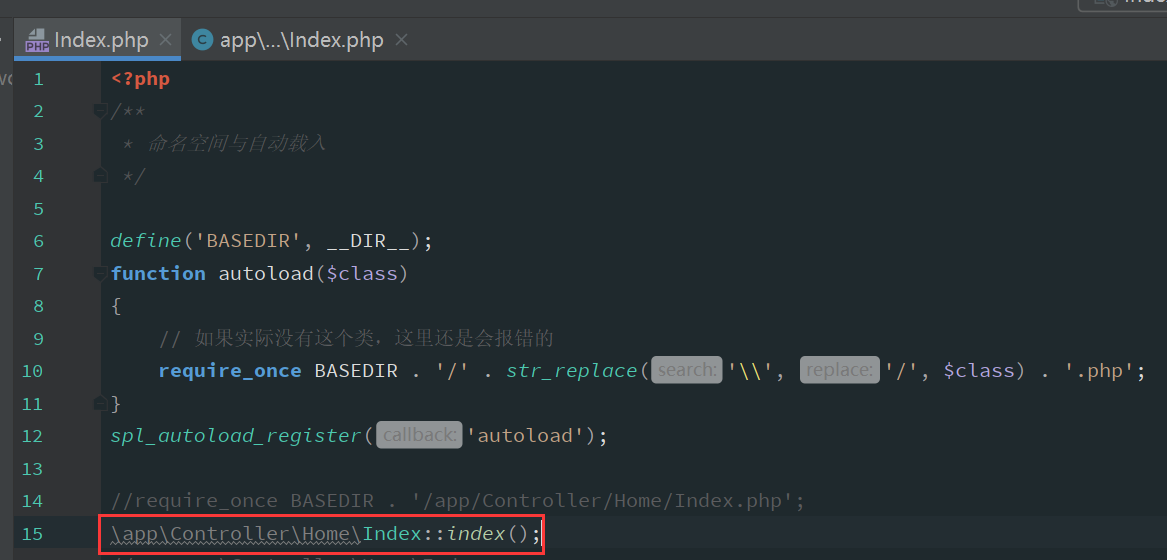 Index.php × app\...\Index.php ×
1 <?php
2 /**
3 * 命名空间与自动载入
4 */
5
6 define('BASEDIR', __DIR__);
7 function autoload($class)
8 {
9 // 如果实际没有这个类，这里还是会报错的
10 require_once BASEDIR . '/' . str_replace( search: '\\', replace: '/', $class) . '.php';
11 }
12 spl_autoload_register( callback: 'autoload');
13
14 //require_once BASEDIR . '/app/Controller/Home/Index.php';
15 \app\Controller\Home\Index::index();